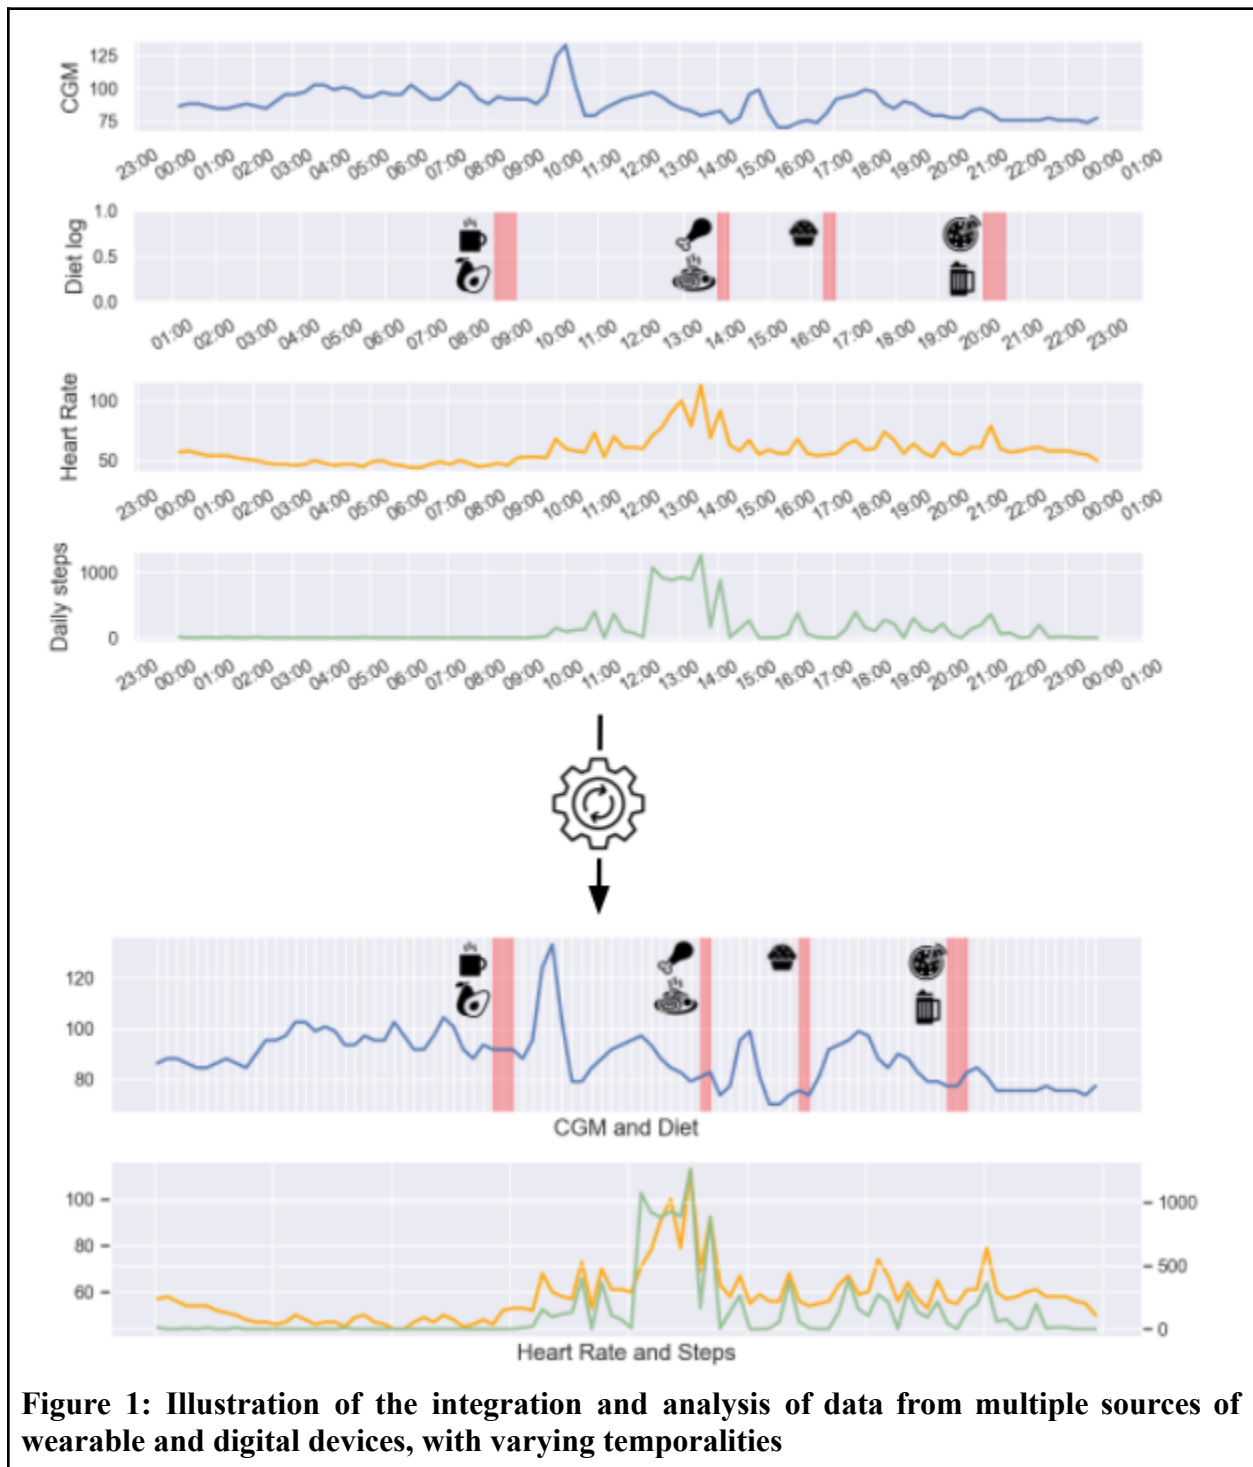 CGM
125
100
75
23:00 00:00 01:00 02:00 03:00 04:00 05:00 06:00 07:00 08:00 09:00 10:00 11:00 12:00 13:00 14:00 15:00 16:00 17:00 18:00 19:00 20:00 21:00 22:00 23:00 00:00 01:00
Diet log
1.0
0.5
0.0
01:00 02:00 03:00 04:00 05:00 06:00 07:00 08:00 09:00 10:00 11:00 12:00 13:00 14:00 15:00 16:00 17:00 18:00 19:00 20:00 21:00 22:00 23:00
Heart Rate
100
50
23:00 00:00 01:00 02:00 03:00 04:00 05:00 06:00 07:00 08:00 09:00 10:00 11:00 12:00 13:00 14:00 15:00 16:00 17:00 18:00 19:00 20:00 21:00 22:00 23:00 00:00 01:00
Daily steps
1000
0
23:00 00:00 01:00 02:00 03:00 04:00 05:00 06:00 07:00 08:00 09:00 10:00 11:00 12:00 13:00 14:00 15:00 16:00 17:00 18:00 19:00 20:00 21:00 22:00 23:00 00:00 01:00
120
100
80
CGM and Diet
100
80
60
1000
500
0
Heart Rate and Steps
Figure 1: Illustration of the integration and analysis of data from multiple sources of
wearable and digital devices, with varying temporalities